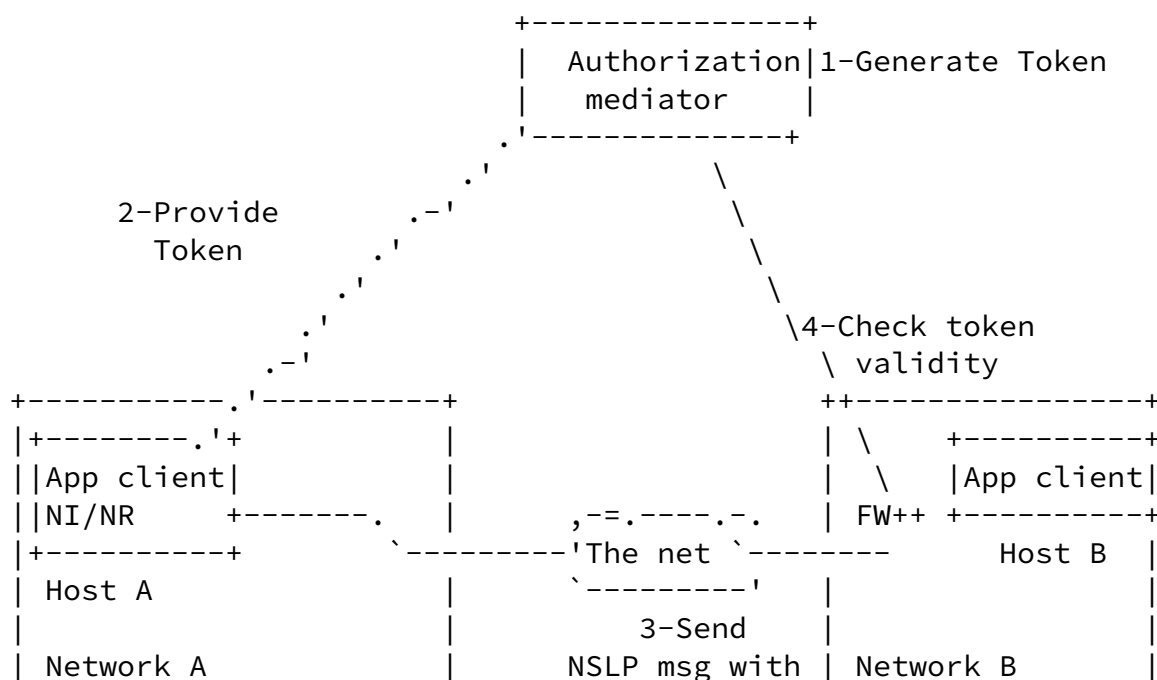 Authorization 1-Generate Token
mediator
2-Provide
Token
4-Check token
validity
App client App client
NI/NR FW++
The net Host B
Host A
3-Send
Network A NSLP msg with Network B